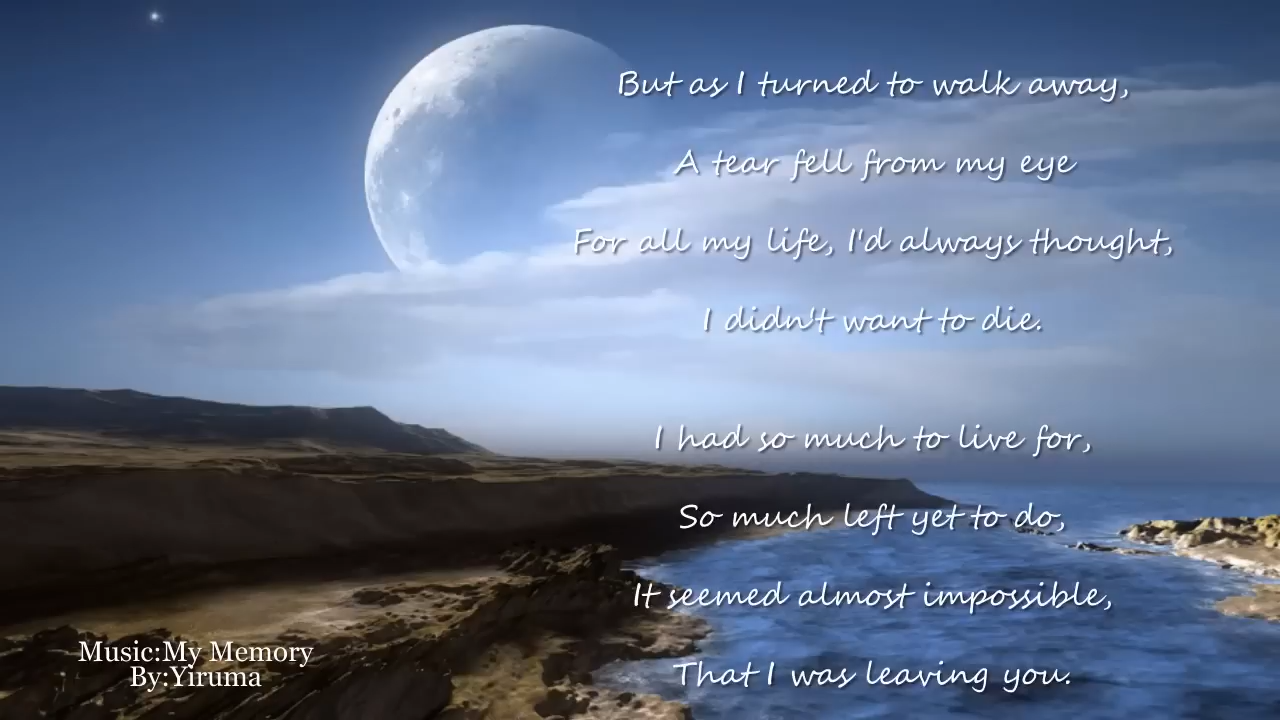 But as I turned to walk away,
A tear fell from my eye
For all my life, I'd always thought,
I didn't want to die.
I had so much to live for,
So much left yet to do,
It seemed almost impossible,
That I was leaving you.
Music:My Memory
By:Yiruma